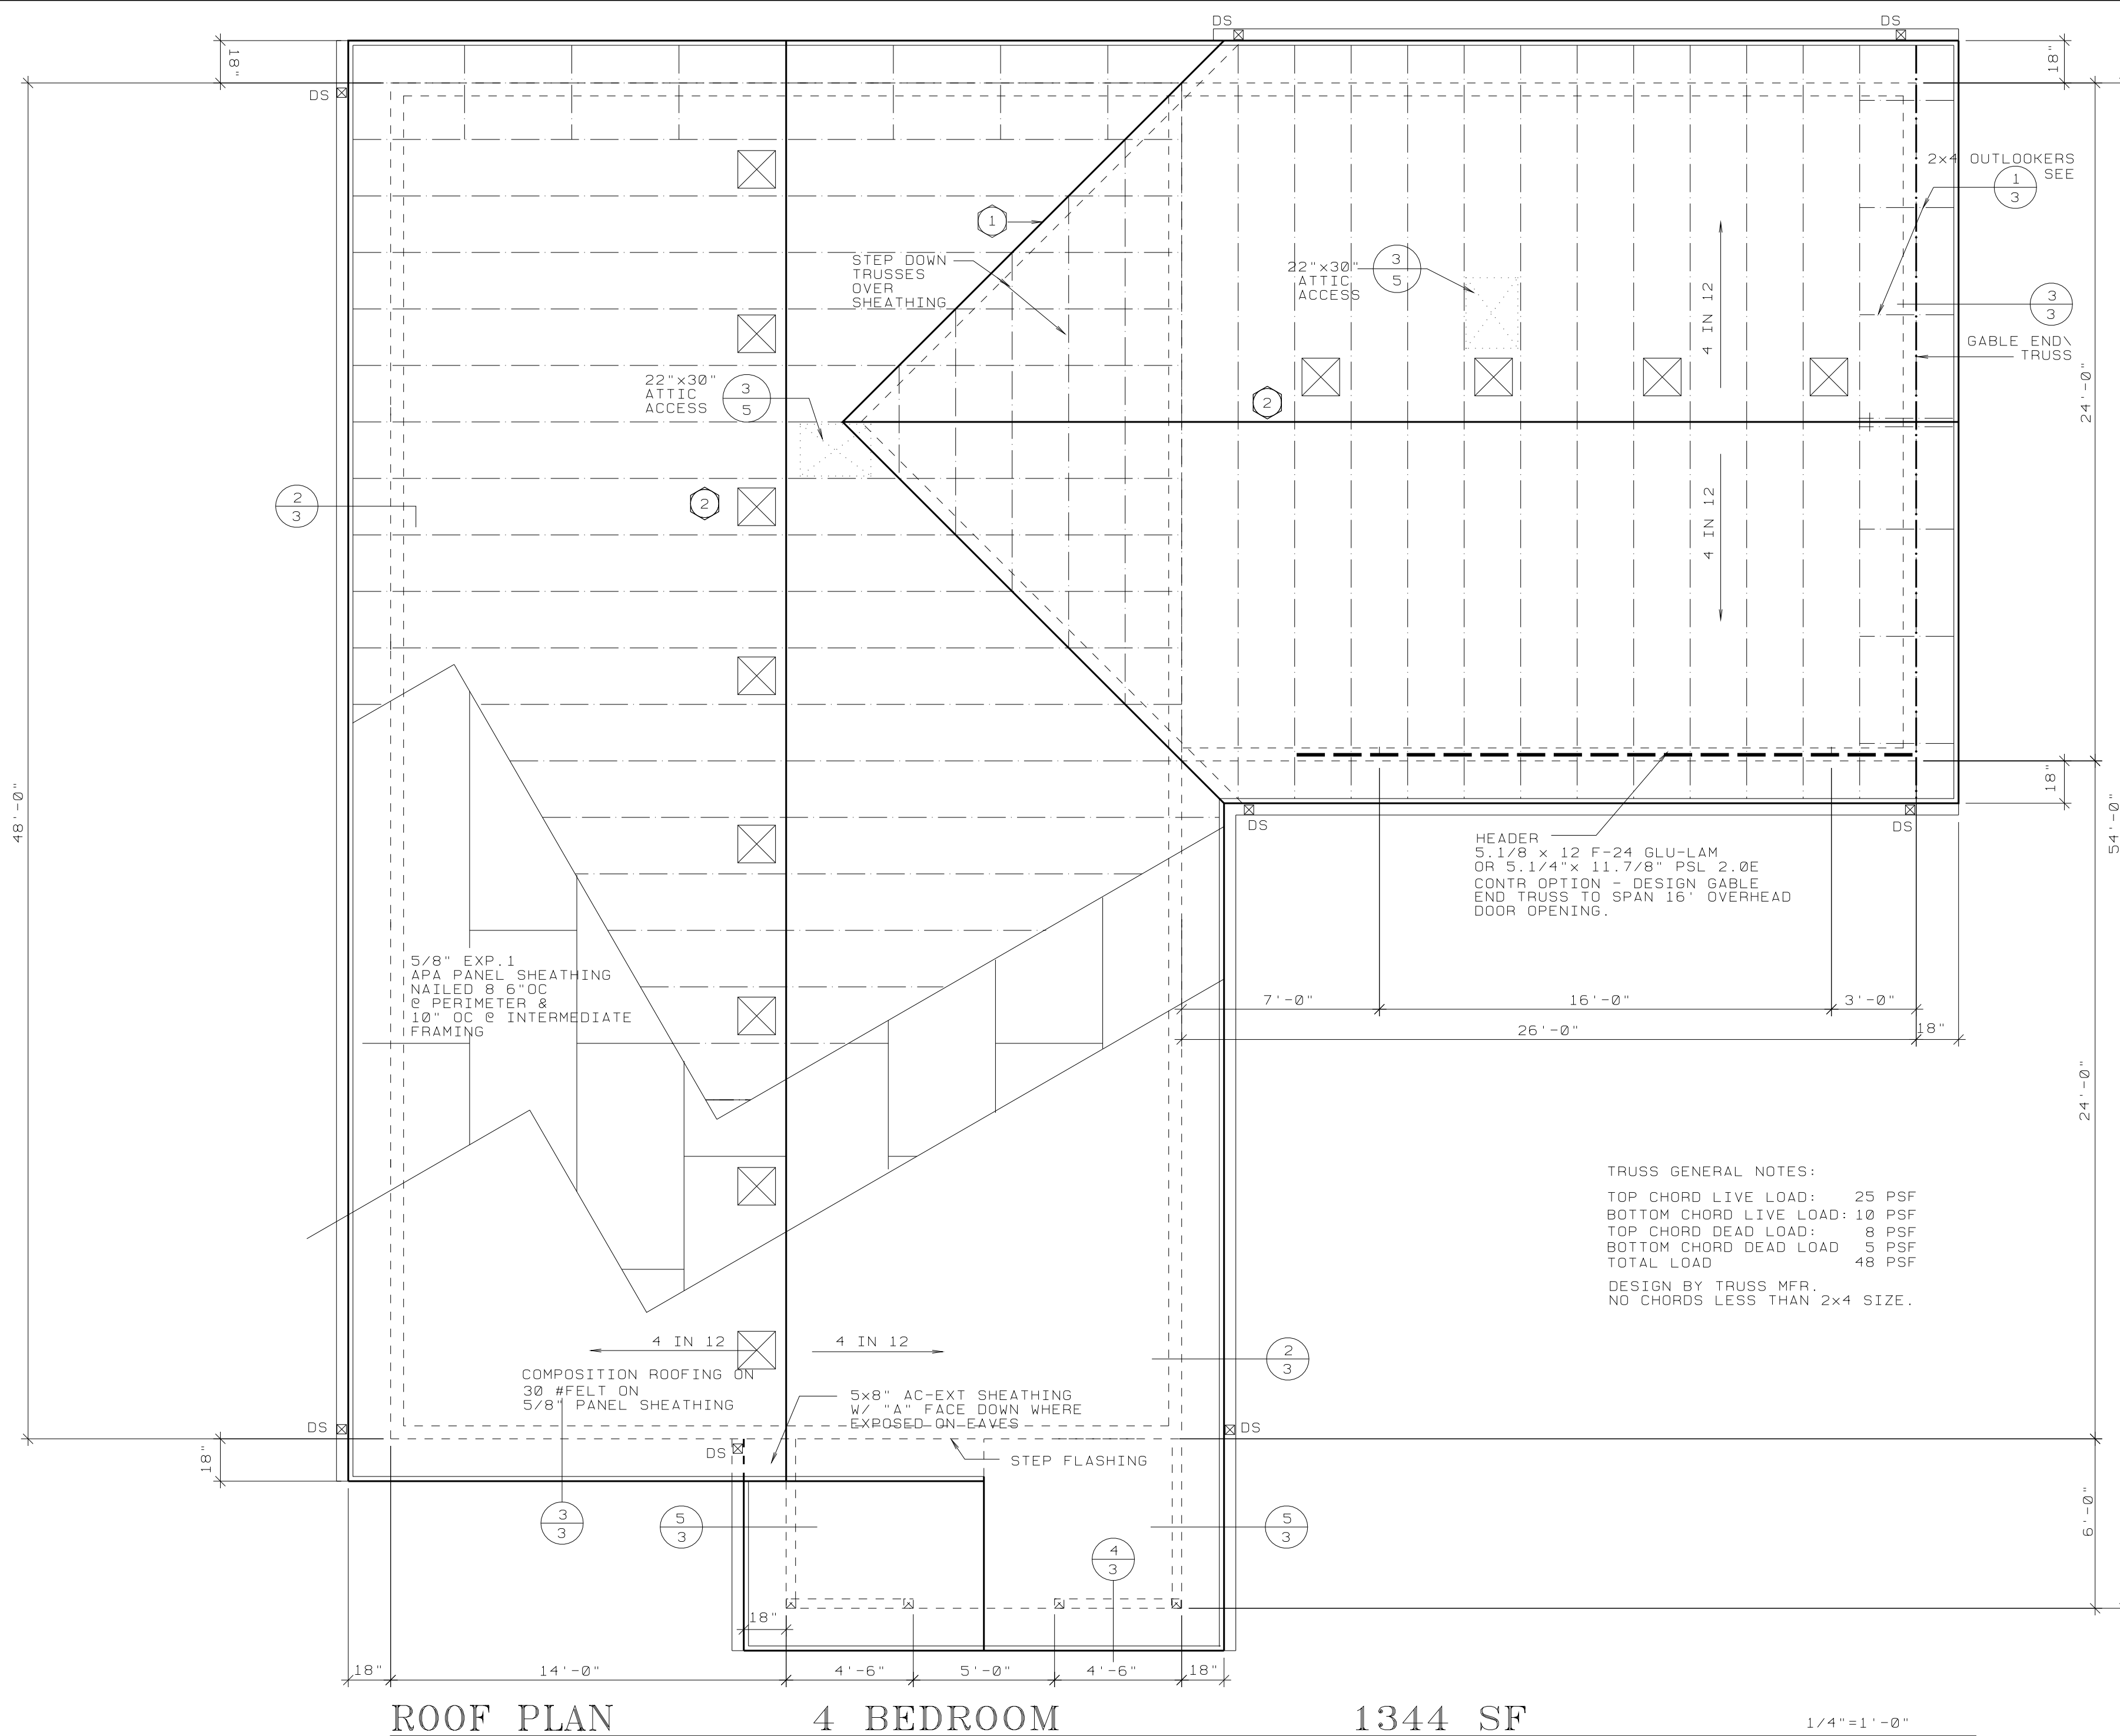 DS
DS
18"
18"
DS
2x4 OUTLOOKERS
SEE
1
3
1
STEP DOWN
TRUSSES
OVER
SHEATHING
22"x30"
ATTIC
ACCESS
3
5
4 IN 12
3
3
GABLE END\
TRUSS
24'-0"
22"x30"
ATTIC
ACCESS
3
5
2
2
3
2
4 IN 12
48'-0"
18"
54'-0"
DS
DS
HEADER
5.1/8 x 12 F-24 GLU-LAM
OR 5.1/4"x 11.7/8" PSL 2.0E
CONTR OPTION - DESIGN GABLE
END TRUSS TO SPAN 16' OVERHEAD
DOOR OPENING.
5/8" EXP.1
APA PANEL SHEATHING
NAILED 8 6"OC
@ PERIMETER &
10" OC @ INTERMEDIATE
FRAMING
7'-0"
16'-0"
3'-0"
26'-0"
18"
24'-0"
TRUSS GENERAL NOTES:
TOP CHORD LIVE LOAD: 25 PSF
BOTTOM CHORD LIVE LOAD: 10 PSF
TOP CHORD DEAD LOAD: 8 PSF
BOTTOM CHORD DEAD LOAD 5 PSF
TOTAL LOAD 48 PSF
DESIGN BY TRUSS MFR.
NO CHORDS LESS THAN 2x4 SIZE.
4 IN 12
4 IN 12
2
3
COMPOSITION ROOFING ON
30 #FELT ON
5/8" PANEL SHEATHING
5x8" AC-EXT SHEATHING
W/ "A" FACE DOWN WHERE
EXPOSED ON EAVES
DS
DS
DS
STEP FLASHING
18"
3
3
5
3
5
3
4
3
6'-0"
18"
18"
14'-0"
4'-6"
5'-0"
4'-6"
18"
ROOF PLAN
4 BEDROOM
1344 SF
1/4"=1'-0"